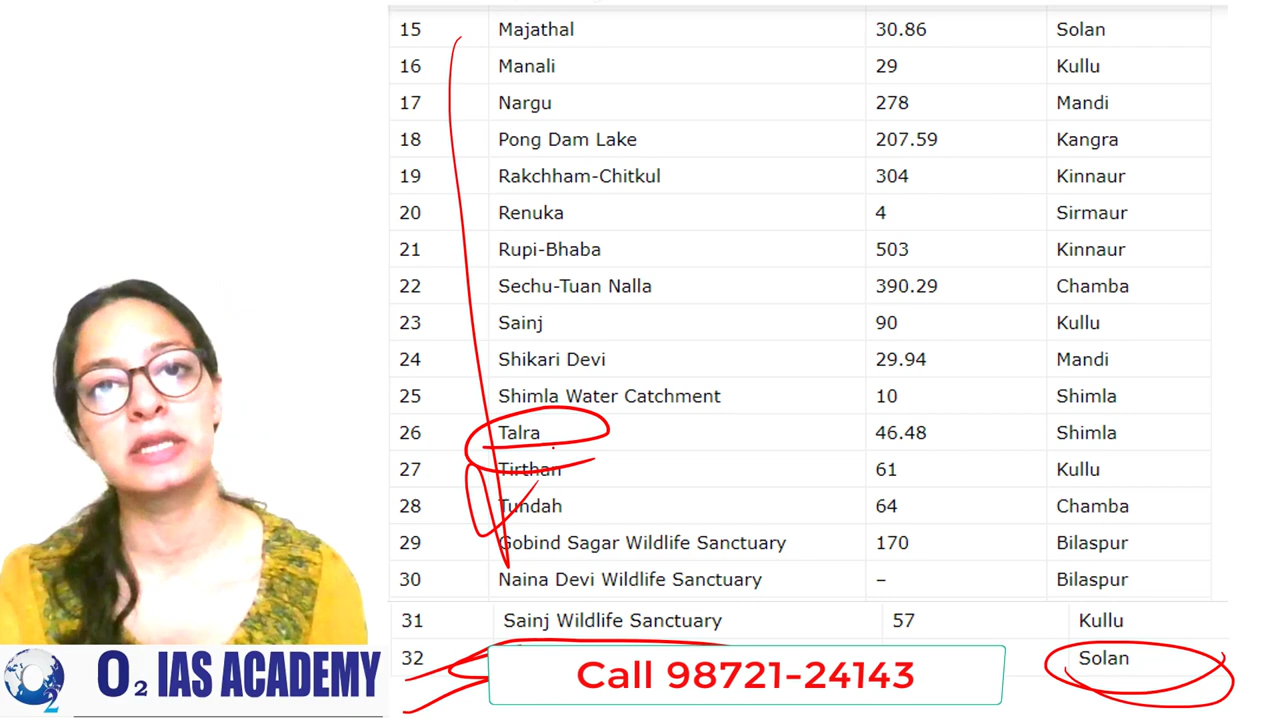 15 Majathal 30.86 Solan
16 Manali 29 Kullu
17 Nargu 278 Mandi
18 Pong Dam Lake 207.59 Kangra
19 Rakchham-Chitkul 304 Kinnaur
20 Renuka 4 Sirmaur
21 Rupi-Bhaba 503 Kinnaur
22 Sechu-Tuan Nalla 390.29 Chamba
23 Sainj 90 Kullu
24 Shikari Devi 29.94 Mandi
25 Shimla Water Catchment 10 Shimla
26 Talra 46.48 Shimla
27 Tirthan 61 Kullu
28 Tundah 64 Chamba
29 Gobind Sagar Wildlife Sanctuary 170 Bilaspur
30 Naina Devi Wildlife Sanctuary – Bilaspur
31 Sainj Wildlife Sanctuary 57 Kullu
32 Solan
Call 98721-24143
O2 IAS ACADEMY